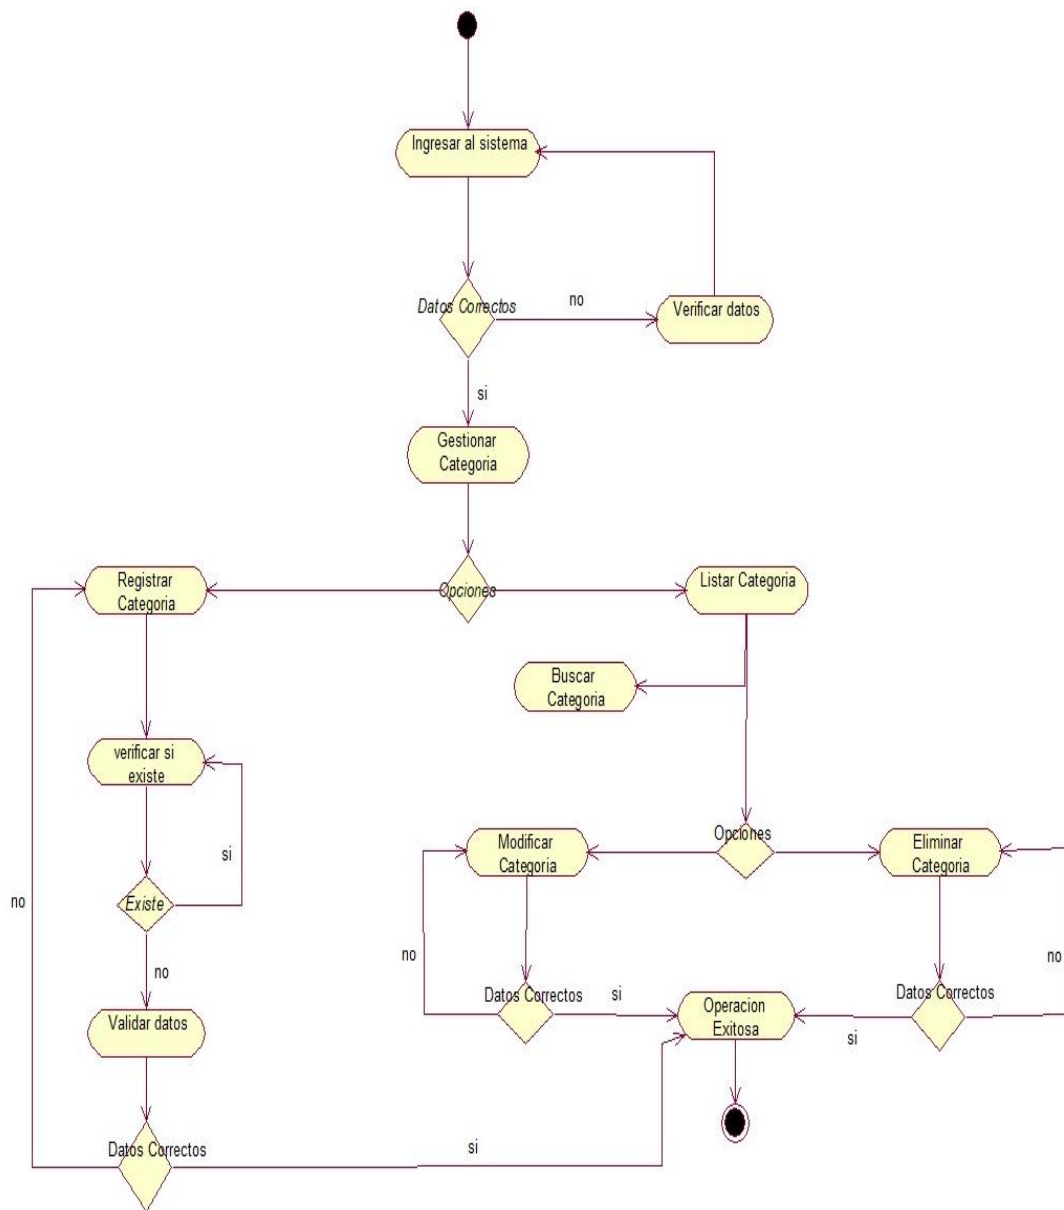 Ingresar al sistema
Datos Correctos
no
Verificar datos
si
Gestionar
Categoria
Registrar
Categoria
Opciones
Listar Categoria
Buscar
Categoria
verificar si
existe
si
Existe
no
no
Validar datos
Datos Correctos
si
Opciones
Modificar
Categoria
Eliminar
Categoria
no
no
Datos Correctos
si
Operacion
Exitosa
si
Datos Correctos